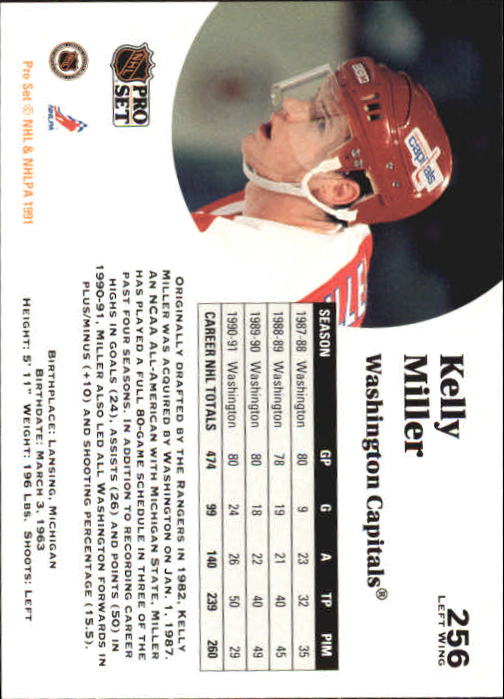 Kelly
Miller
Washington Capitals®
256
LEFT WING
capitals
PRO
SET
NHL
NHLPA
Pro Set © NHL & NHLPA 1991
SEASON GP G A TP PIM
1987-88 Washington 80 9 23 32 35
1988-89 Washington 78 19 21 40 45
1989-90 Washington 80 18 22 40 49
1990-91 Washington 80 24 26 50 29
CAREER NHL TOTALS 474 99 140 239 260
ORIGINALLY DRAFTED BY THE RANGERS IN 1982, KELLY
MILLER WAS ACQUIRED BY WASHINGTON ON JAN. 1, 1987.
AN NCAA ALL-AMERICAN WITH MICHIGAN STATE, MILLER
HAS PLAYED A FULL 80-GAME SCHEDULE IN THREE OF THE
PAST FOUR SEASONS. IN ADDITION TO RECORDING CAREER
HIGHS IN GOALS (24), ASSISTS (26) AND POINTS (50) IN
1990-91, MILLER ALSO LED ALL WASHINGTON FORWARDS IN
PLUS/MINUS (+10) AND SHOOTING PERCENTAGE (15.5).
BIRTHPLACE: LANSING, MICHIGAN
BIRTHDATE: MARCH 3, 1963
HEIGHT: 5' 11" WEIGHT: 196 LBS. SHOOTS: LEFT